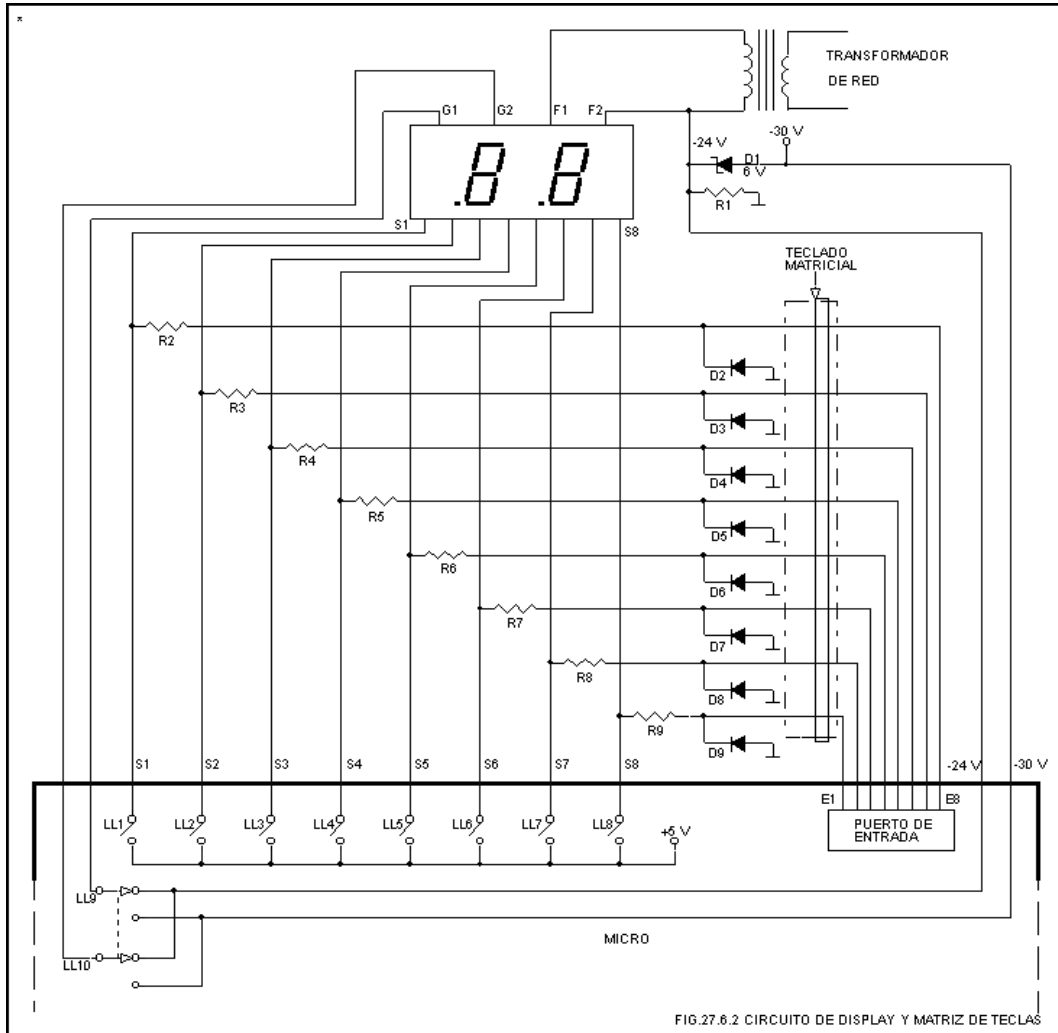 *
TRANSFORMADOR
DE RED
G1 G2 F1 F2
-24 V -30 V
D1
6 V
R1
S1 S8
TECLADO
MATRICIAL
R2
D2
R3
D3
R4
D4
R5
D5
R6
D6
R7
D7
R8
D8
R9
D9
S1 S2 S3 S4 S5 S6 S7 S8 -24 V -30 V
E1 E8
LL1 LL2 LL3 LL4 LL5 LL6 LL7 LL8 +5 V
PUERTO DE
ENTRADA
LL9
MICRO
LL10
FIG.27.6.2 CIRCUITO DE DISPLAY Y MATRIZ DE TECLAS